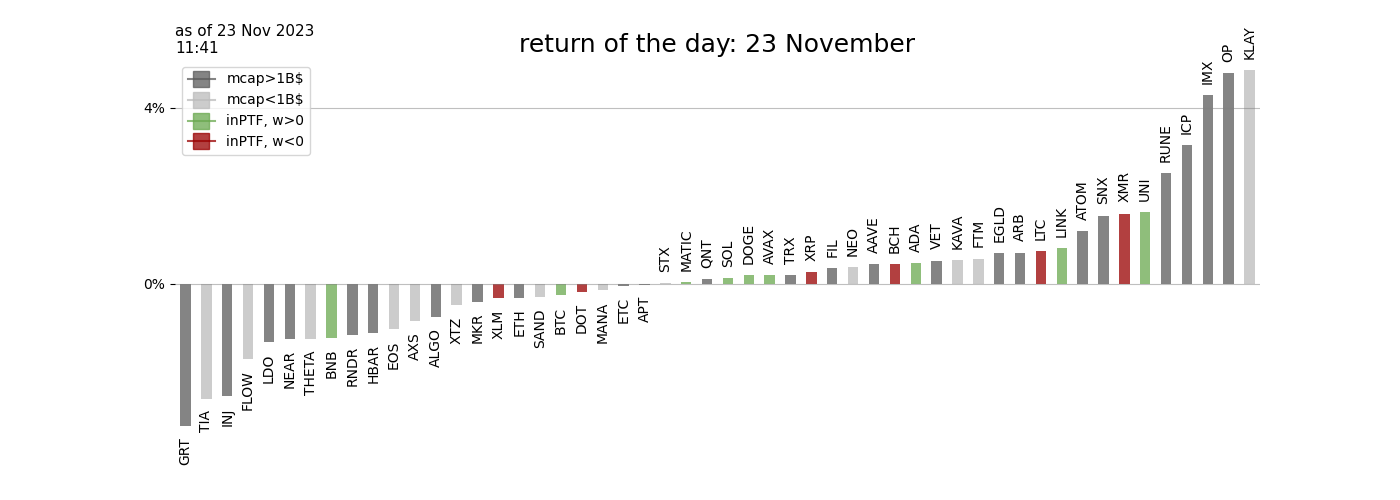 as of 23 Nov 2023
11:41
return of the day: 23 November
mcap>1B$
mcap<1B$
inPTF, w>0
inPTF, w<0
4%
0%
GRT
TIA
INJ
FLOW
LDO
NEAR
THETA
BNB
RNDR
HBAR
EOS
AXS
ALGO
XTZ
MKR
XLM
ETH
SAND
BTC
DOT
MANA
ETC
APT
STX
MATIC
QNT
SOL
DOGE
AVAX
TRX
XRP
FIL
NEO
AAVE
BCH
ADA
VET
KAVA
FTM
EGLD
ARB
LTC
LINK
ATOM
SNX
XMR
UNI
RUNE
ICP
IMX
OP
KLAY